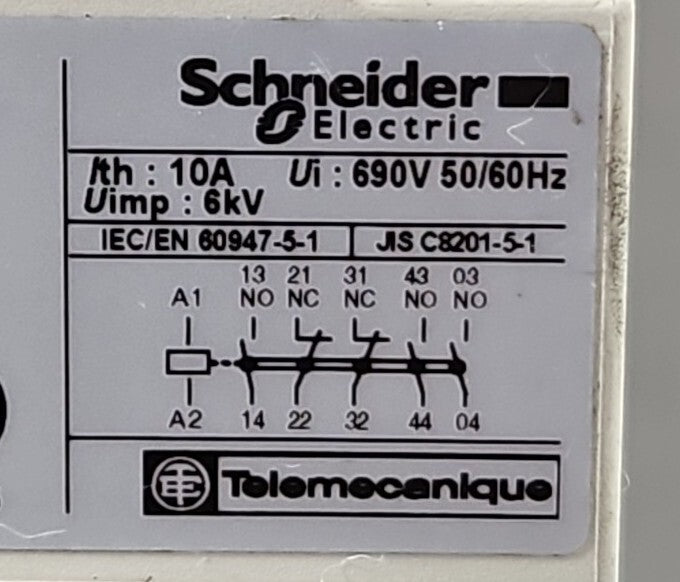 Schneider
Electric
Ith : 10A Ui : 690V 50/60Hz
Uimp : 6kV
IEC/EN 60947-5-1 JIS C8201-5-1
13 21 31 43 03
A1 NO NC NC NO NO
A2 14 22 32 44 04
TE Telemecanique